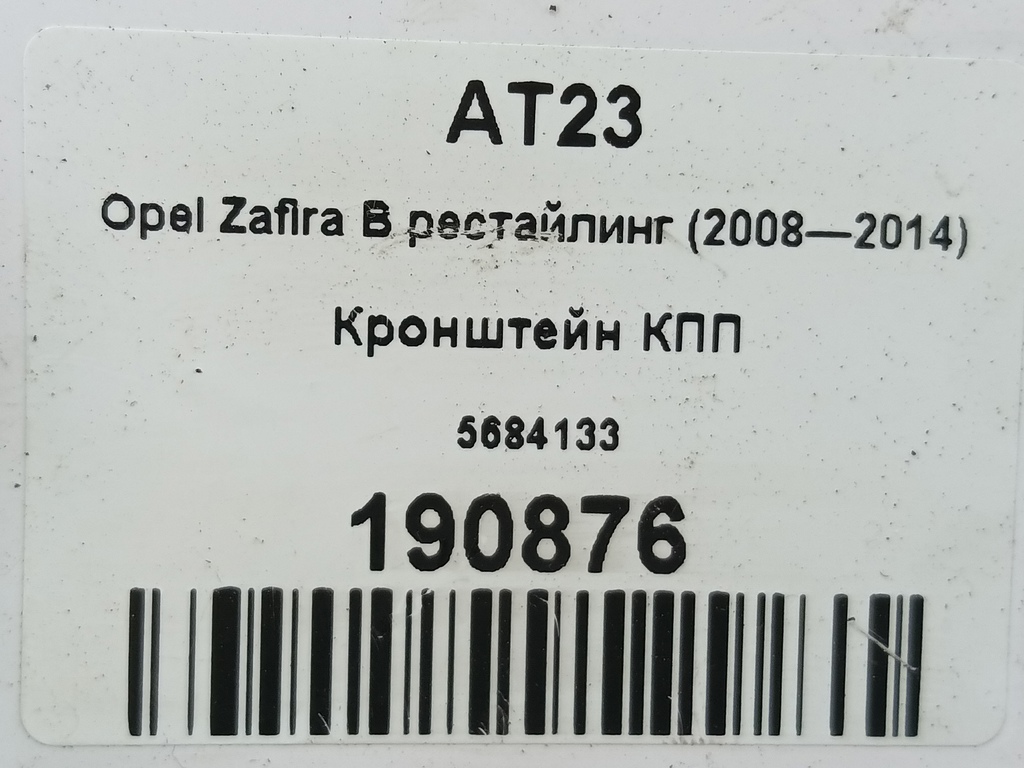 AT23
Opel Zafira B рестайлинг (2008—2014)
Кронштейн КПП
5684133
190876